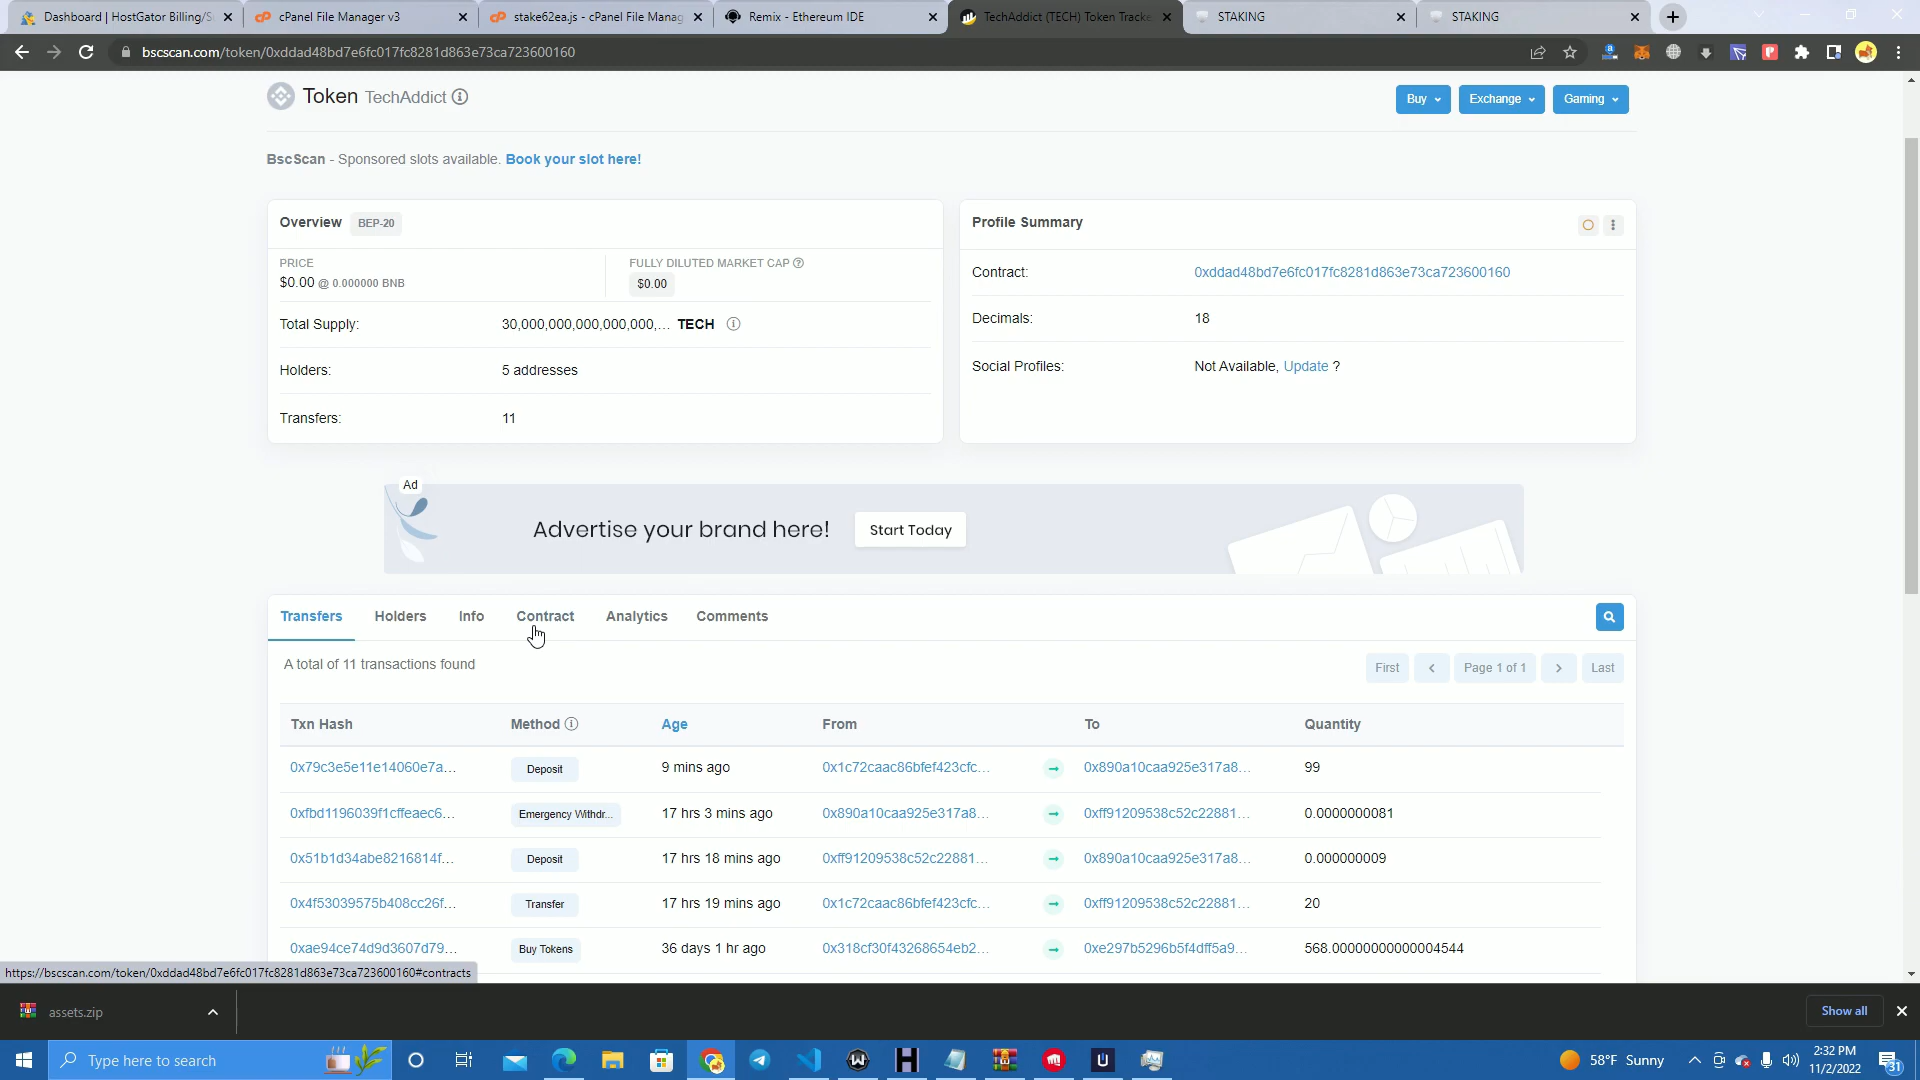 Dashboard | HostGator Billing/Su
cPanel File Manager v3
stake62ea.js - cPanel File Manag
Remix - Ethereum IDE
TechAddict (TECH) Token Tracke
STAKING
STAKING
bscscan.com/token/0xddad48bd7e6fc017fc8281d863e73ca723600160
Token TechAddict
Buy
Exchange
Gaming
BscScan - Sponsored slots available. Book your slot here!
Overview BEP-20
PRICE
$0.00 @ 0.000000 BNB
FULLY DILUTED MARKET CAP
$0.00
Total Supply: 30,000,000,000,000,000,... TECH
Holders: 5 addresses
Transfers: 11
Profile Summary
Contract: 0xddad48bd7e6fc017fc8281d863e73ca723600160
Decimals: 18
Social Profiles: Not Available, Update ?
Ad
Advertise your brand here!
Start Today
Transfers Holders Info Contract Analytics Comments
A total of 11 transactions found
First
Page 1 of 1
Last
Txn Hash Method Age From To Quantity
0x79c3e5e11e14060e7a... Deposit 9 mins ago 0x1c72caac86bfef423cfc... 0x890a10caa925e317a8... 99
0xfbd1196039f1cffeaec6... Emergency Withdr... 17 hrs 3 mins ago 0x890a10caa925e317a8... 0xff91209538c52c22881... 0.0000000081
0x51b1d34abe8216814f... Deposit 17 hrs 18 mins ago 0xff91209538c52c22881... 0x890a10caa925e317a8... 0.000000009
0x4f53039575b408cc26f... Transfer 17 hrs 19 mins ago 0x1c72caac86bfef423cfc... 0xff91209538c52c22881... 20
0xae94ce74d9d3607d79... Buy Tokens 36 days 1 hr ago 0x318cf30f43268654eb2... 0xe297b5296b5f4dff5a9... 568.00000000000004544
https://bscscan.com/token/0xddad48bd7e6fc017fc8281d863e73ca723600160#contracts
assets.zip
Show all
Type here to search
58°F Sunny
2:32 PM
11/2/2022
31